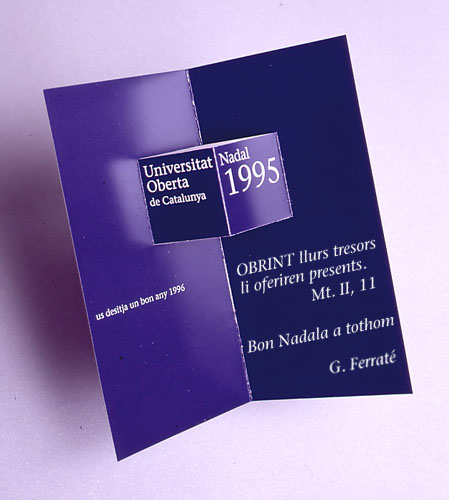 Universitat
Oberta
de Catalunya
Nadal
1995
us desitja un bon any 1996
OBRINT llurs tresors
li oferiren presents.
Mt. II, 11
Bon Nadala a tothom
G. Ferraté